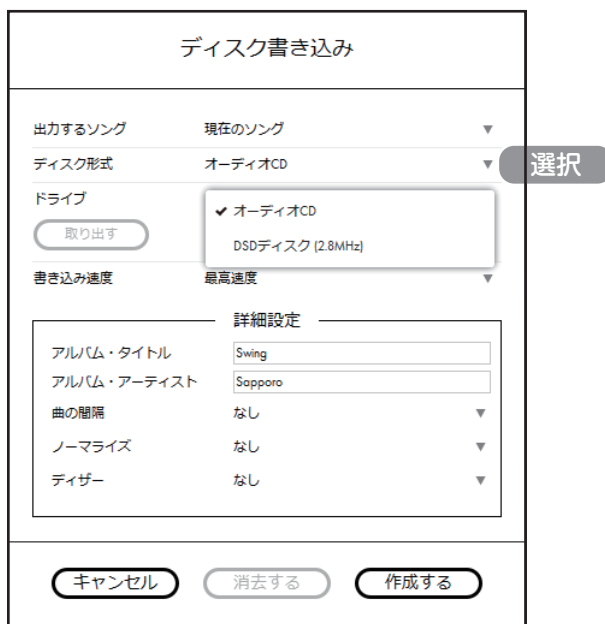 ディスク書き込み
出力するソング 現在のソング ▼
ディスク形式 オーディオCD ▼ 選択
ドライブ
✔ オーディオCD
取り出す
DSDディスク (2.8MHz)
書き込み速度 最高速度 ▼
詳細設定
アルバム・タイトル Swing
アルバム・アーティスト Sapporo
曲の間隔 なし ▼
ノーマライズ なし ▼
ディザー なし ▼
キャンセル 消去する 作成する